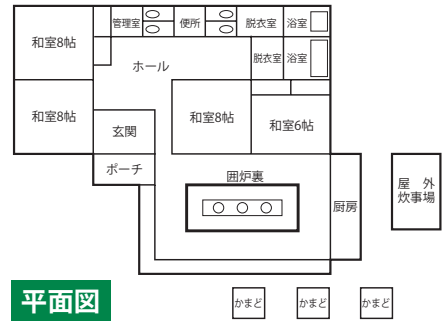 和室8帖
管理室
便所
脱衣室
浴室
ホール
脱衣室
浴室
和室8帖
玄関
和室8帖
和室6帖
ポーチ
囲炉裏
厨房
屋 外
炊事場
平面図
かまど
かまど
かまど